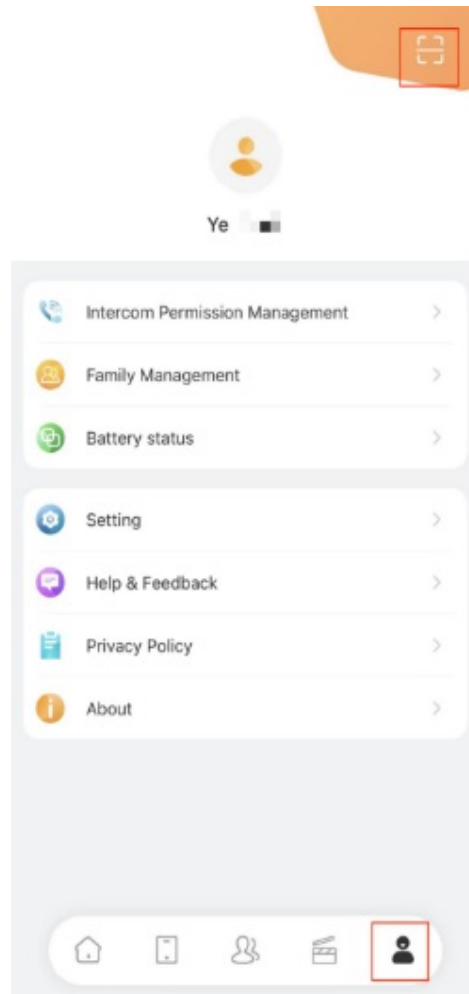 Ye
Intercom Permission Management
Family Management
Battery status
Setting
Help & Feedback
Privacy Policy
About